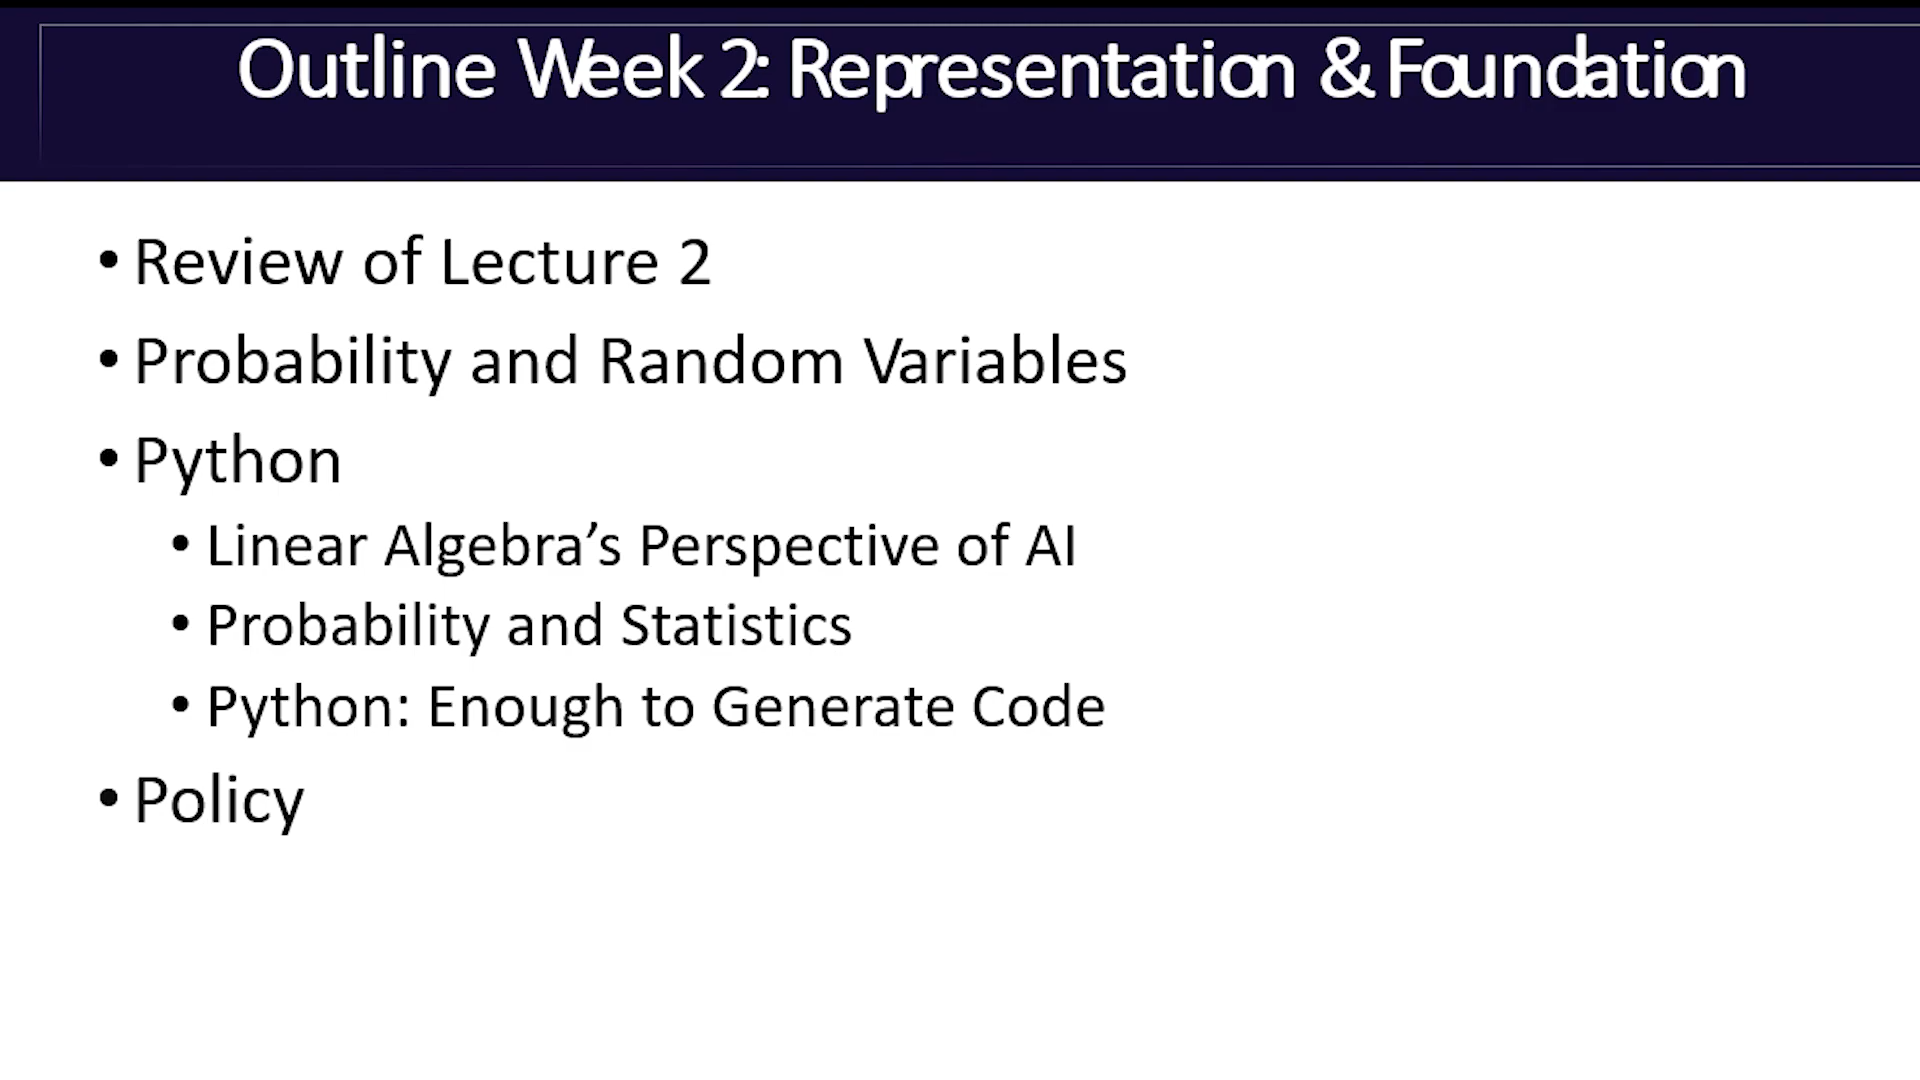 Outline Week 2: Representation & Foundation
• Review of Lecture 2
• Probability and Random Variables
• Python
• Linear Algebra’s Perspective of AI
• Probability and Statistics
• Python: Enough to Generate Code
• Policy